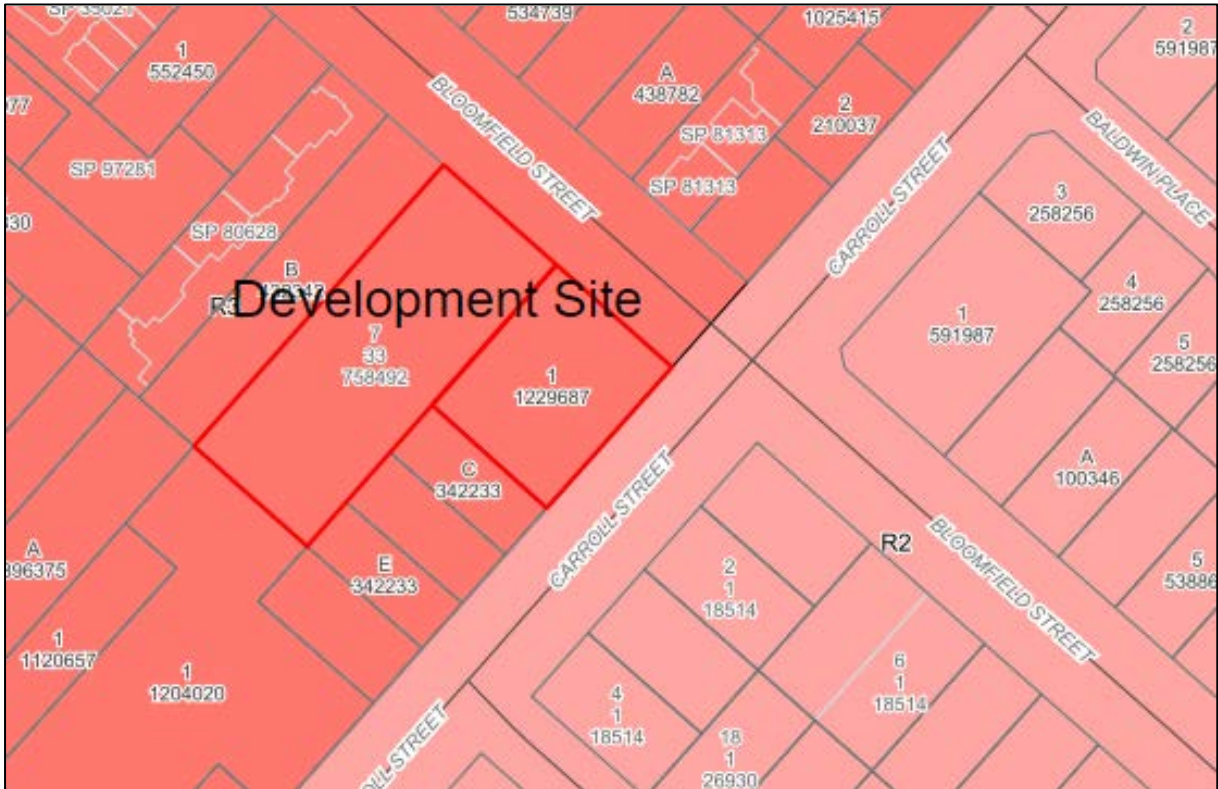 534739
1025415
2
591987
1
552450
A
438782
BLOOMFIELD STREET
SP 81313
2
210037
BALDWIN PLACE
SP 97281
SP 81313
CARROLL STREET
3
258256
SP 80628
B
R3
Development Site
4
258256
1
591987
5
258256
7
33
758492
1
1229687
C
342233
A
100346
CARROLL STREET
R2
BLOOMFIELD STREET
E
342233
A
396375
2
1
18514
5
1
1120657
1
1204020
6
1
18514
4
1
18514
18
1
26930